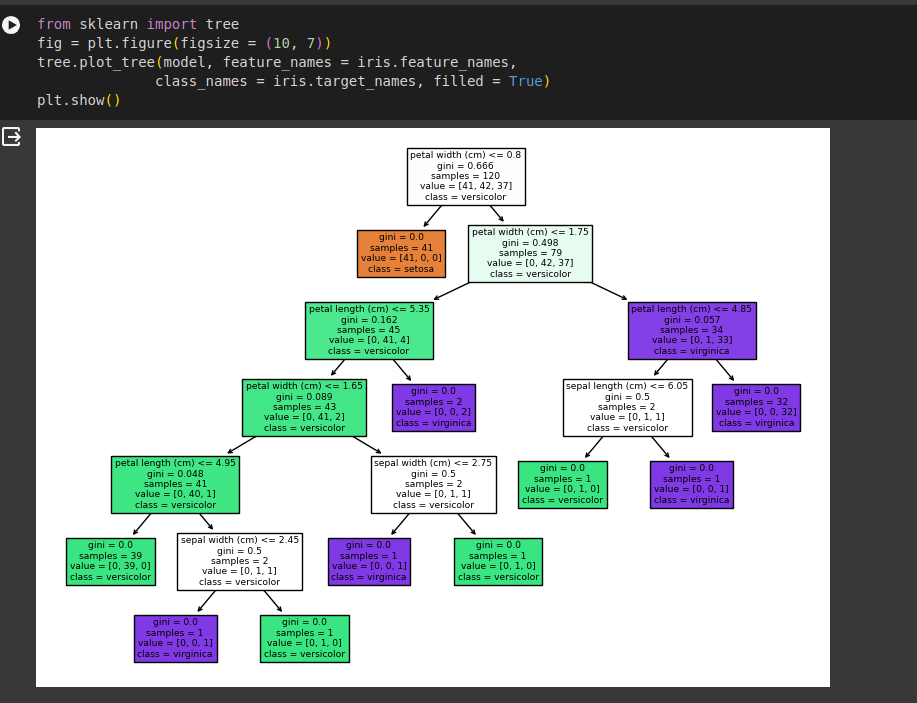 from sklearn import tree
fig = plt.figure(figsize = (10, 7))
tree.plot_tree(model, feature_names = iris.feature_names,
class_names = iris.target_names, filled = True)
plt.show()
petal width (cm) <= 0.8
gini = 0.666
samples = 120
value = [41, 42, 37]
class = versicolor
gini = 0.0
samples = 41
value = [41, 0, 0]
class = setosa
petal width (cm) <= 1.75
gini = 0.498
samples = 79
value = [0, 42, 37]
class = versicolor
petal length (cm) <= 5.35
gini = 0.162
samples = 45
value = [0, 41, 4]
class = versicolor
petal length (cm) <= 4.85
gini = 0.057
samples = 34
value = [0, 1, 33]
class = virginica
petal width (cm) <= 1.65
gini = 0.089
samples = 43
value = [0, 41, 2]
class = versicolor
gini = 0.0
samples = 2
value = [0, 0, 2]
class = virginica
sepal length (cm) <= 6.05
gini = 0.5
samples = 2
value = [0, 1, 1]
class = versicolor
gini = 0.0
samples = 32
value = [0, 0, 32]
class = virginica
petal length (cm) <= 4.95
gini = 0.048
samples = 41
value = [0, 40, 1]
class = versicolor
sepal width (cm) <= 2.75
gini = 0.5
samples = 2
value = [0, 1, 1]
class = versicolor
gini = 0.0
samples = 1
value = [0, 1, 0]
class = versicolor
gini = 0.0
samples = 1
value = [0, 0, 1]
class = virginica
gini = 0.0
samples = 39
value = [0, 39, 0]
class = versicolor
sepal width (cm) <= 2.45
gini = 0.5
samples = 2
value = [0, 1, 1]
class = versicolor
gini = 0.0
samples = 1
value = [0, 0, 1]
class = virginica
gini = 0.0
samples = 1
value = [0, 1, 0]
class = versicolor
gini = 0.0
samples = 1
value = [0, 0, 1]
class = virginica
gini = 0.0
samples = 1
value = [0, 1, 0]
class = versicolor